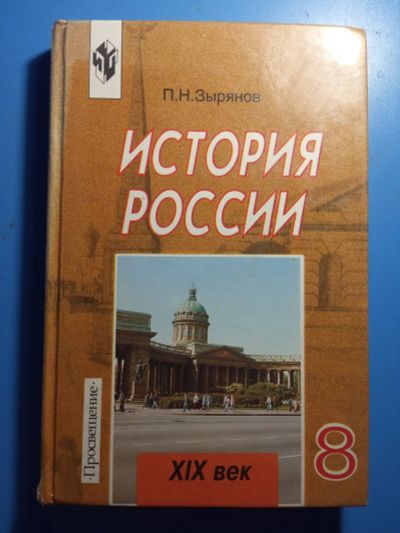 П.Н.Зырянов
ИСТОРИЯ
РОССИИ
·Просвещение·
XIX век
8